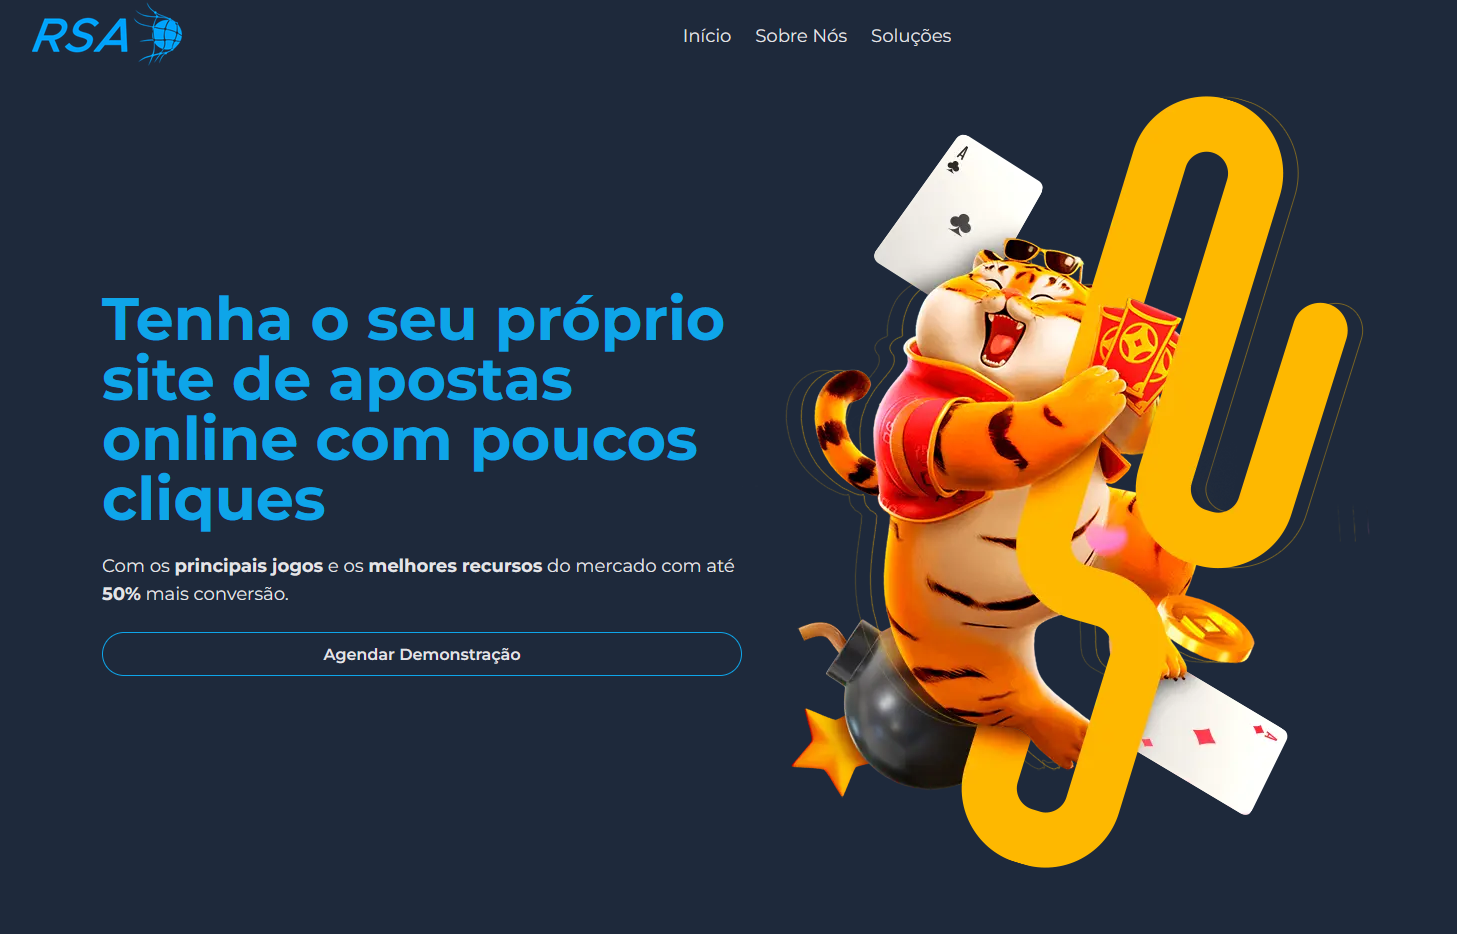 RSA
Início Sobre Nós Soluções
A
Tenha o seu próprio
site de apostas
online com poucos
cliques
Com os principais jogos e os melhores recursos do mercado com até
50% mais conversão.
Agendar Demonstração
A